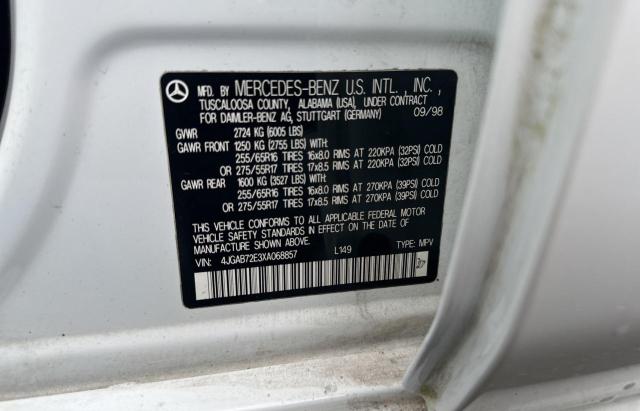 MFD. BY MERCEDES-BENZ U.S. INTL., INC.,
TUSCALOOSA COUNTY, ALABAMA (USA), UNDER CONTRACT
FOR DAIMLER-BENZ AG, STUTTGART (GERMANY) 09/98
GVWR 2724 KG (6005 LBS)
GAWR FRONT 1250 KG (2755 LBS) WITH
255/65R16 TIRES 16x8.0 RIMS AT 220KPA (32PSI) COLD
OR 275/55R17 TIRES 17x8.5 RIMS AT 220KPA (32PSI) COLD
GAWR REAR 1600 KG (3527 LBS) WITH
255/65R16 TIRES 16x8.0 RIMS AT 270KPA (39PSI) COLD
OR 275/55R17 TIRES 17x8.5 RIMS AT 270KPA (39PSI) COLD
THIS VEHICLE CONFORMS TO ALL APPLICABLE FEDERAL MOTOR
VEHICLE SAFETY STANDARDS IN EFFECT ON THE DATE OF
MANUFACTURE SHOWN ABOVE.
VIN: 4JGAB72E3XA068857 L149 TYPE: MPV